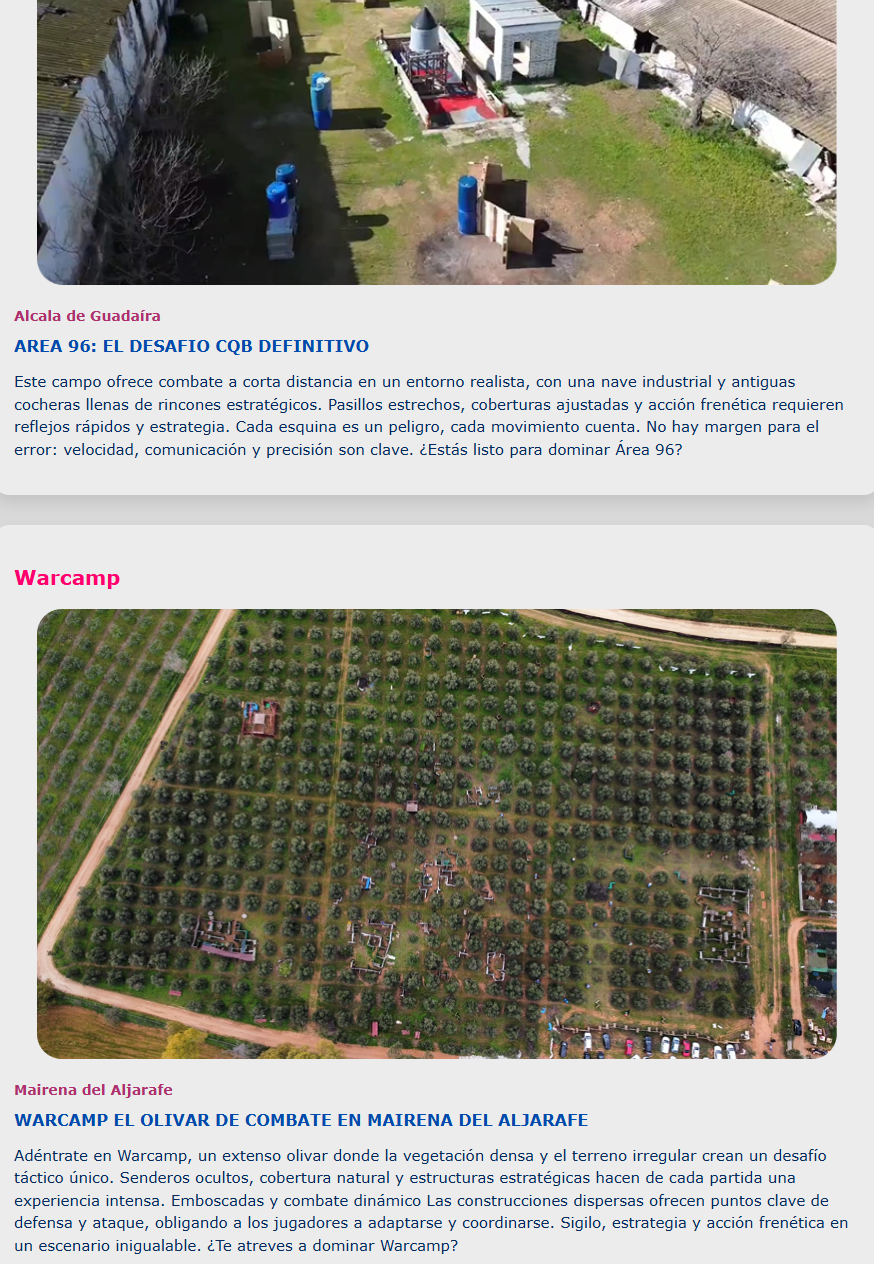 Alcala de Guadaíra
AREA 96: EL DESAFIO CQB DEFINITIVO
Este campo ofrece combate a corta distancia en un entorno realista, con una nave industrial y antiguas
cocheras llenas de rincones estratégicos. Pasillos estrechos, coberturas ajustadas y acción frenética requieren
reflejos rápidos y estrategia. Cada esquina es un peligro, cada movimiento cuenta. No hay margen para el
error: velocidad, comunicación y precisión son clave. ¿Estás listo para dominar Área 96?
Warcamp
Mairena del Aljarafe
WARCAMP EL OLIVAR DE COMBATE EN MAIRENA DEL ALJARAFE
Adéntrate en Warcamp, un extenso olivar donde la vegetación densa y el terreno irregular crean un desafío
táctico único. Senderos ocultos, cobertura natural y estructuras estratégicas hacen de cada partida una
experiencia intensa. Emboscadas y combate dinámico Las construcciones dispersas ofrecen puntos clave de
defensa y ataque, obligando a los jugadores a adaptarse y coordinarse. Sigilo, estrategia y acción frenética en
un escenario inigualable. ¿Te atreves a dominar Warcamp?